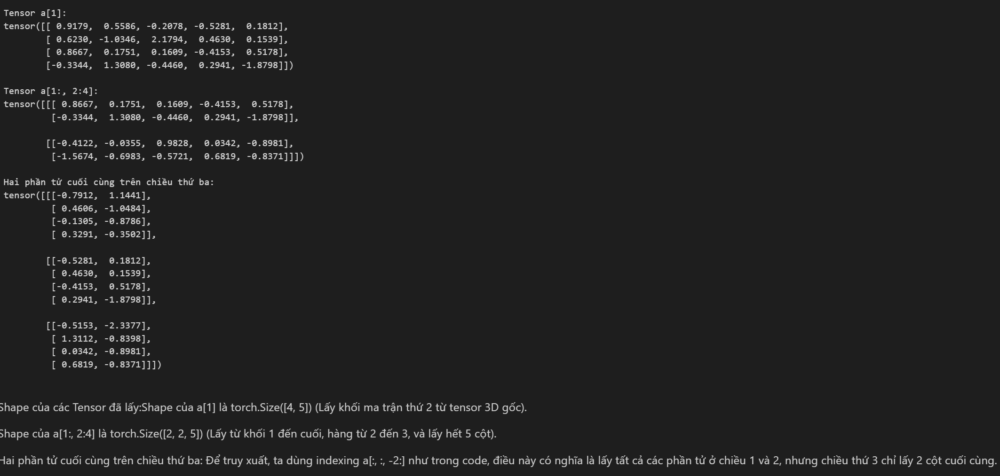 Tensor a[1]:
tensor([[ 0.9179,  0.5586, -0.2078, -0.5281,  0.1812],
        [ 0.6230, -1.0346,  2.1794,  0.4630,  0.1539],
        [ 0.8667,  0.1751,  0.1609, -0.4153,  0.5178],
        [-0.3344,  1.3080, -0.4460,  0.2941, -1.8798]])

Tensor a[1:, 2:4]:
tensor([[[ 0.8667,  0.1751,  0.1609, -0.4153,  0.5178],
         [-0.3344,  1.3080, -0.4460,  0.2941, -1.8798]],

        [[-0.4122, -0.0355,  0.9828,  0.0342, -0.8981],
         [-1.5674, -0.6983, -0.5721,  0.6819, -0.8371]]])

Hai phần tử cuối cùng trên chiều thứ ba:
tensor([[[-0.7912,  1.1441],
         [ 0.4606, -1.0484],
         [-0.1305, -0.8786],
         [ 0.3291, -0.3502]],

        [[-0.5281,  0.1812],
         [ 0.4630,  0.1539],
         [-0.4153,  0.5178],
         [ 0.2941, -1.8798]],

        [[-0.5153, -2.3377],
         [ 1.3112, -0.8398],
         [ 0.0342, -0.8981],
         [ 0.6819, -0.8371]]])

Shape của các Tensor đã lấy:Shape của a[1] là torch.Size([4, 5]) (Lấy khối ma trận thứ 2 từ tensor 3D gốc).
Shape của a[1:, 2:4] là torch.Size([2, 2, 5]) (Lấy từ khối 1 đến cuối, hàng từ 2 đến 3, và lấy hết 5 cột).
Hai phần tử cuối cùng trên chiều thứ ba: Để truy xuất, ta dùng indexing a[:, :, -2:] như trong code, điều này có nghĩa là lấy tất cả các phần tử ở chiều 1 và 2, nhưng chiều thứ 3 chỉ lấy 2 cột cuối cùng.